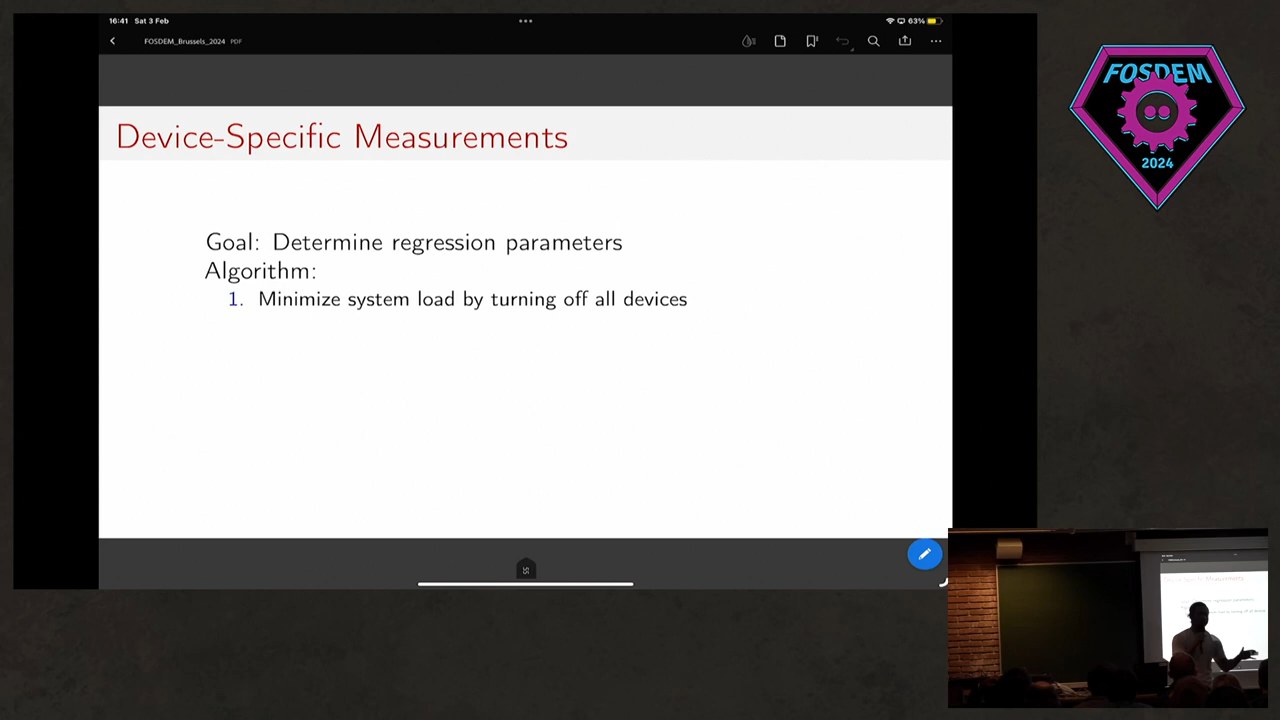 16:41 Sat 3 Feb
63%
FOSDEM_Brussels_2024 PDF
Device-Specific Measurements
Goal: Determine regression parameters
Algorithm:
1. Minimize system load by turning off all devices
FOSDEM
2024